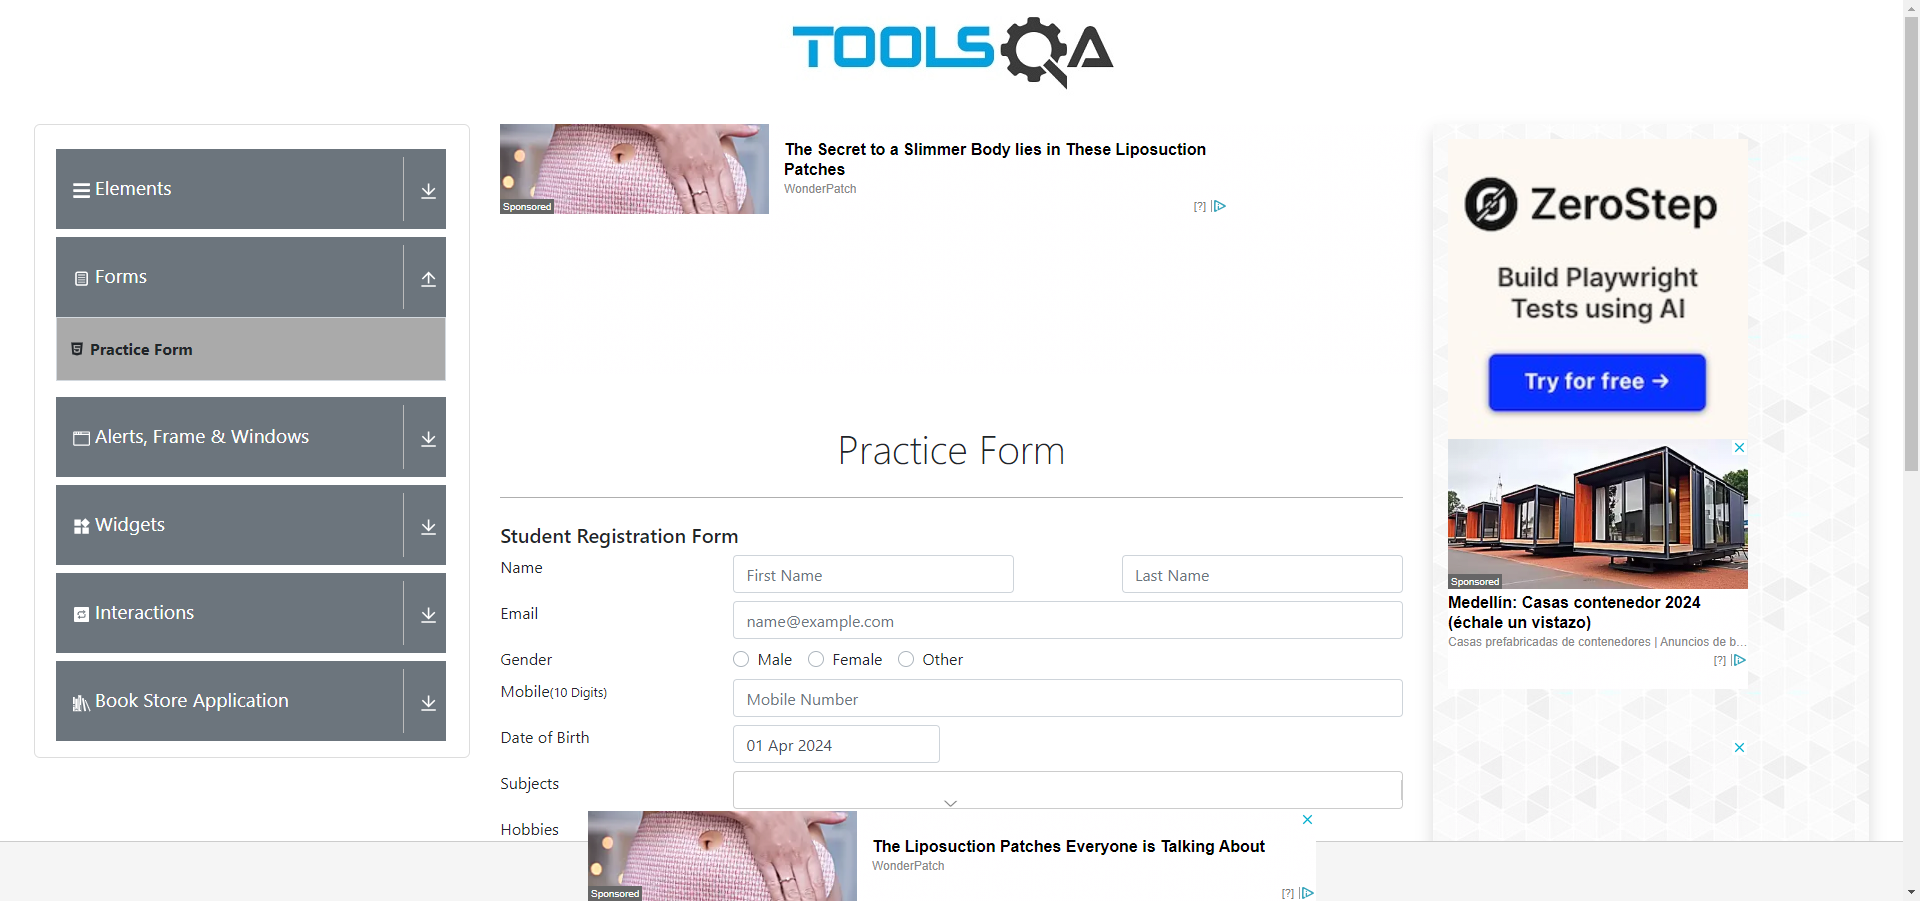 TOOLSQA
Elements
Forms
Practice Form
Alerts, Frame & Windows
Widgets
Interactions
Book Store Application
Sponsored
The Secret to a Slimmer Body lies in These Liposuction
Patches
WonderPatch
[?]
Practice Form
Student Registration Form
Name
First Name
Last Name
Email
name@example.com
Gender
Male
Female
Other
Mobile(10 Digits)
Mobile Number
Date of Birth
01 Apr 2024
Subjects
Hobbies
Sponsored
The Liposuction Patches Everyone is Talking About
WonderPatch
[?]
ZeroStep
Build Playwright
Tests using AI
Try for free →
Sponsored
Medellín: Casas contenedor 2024
(échale un vistazo)
Casas prefabricadas de contenedores | Anuncios de b...
[?]